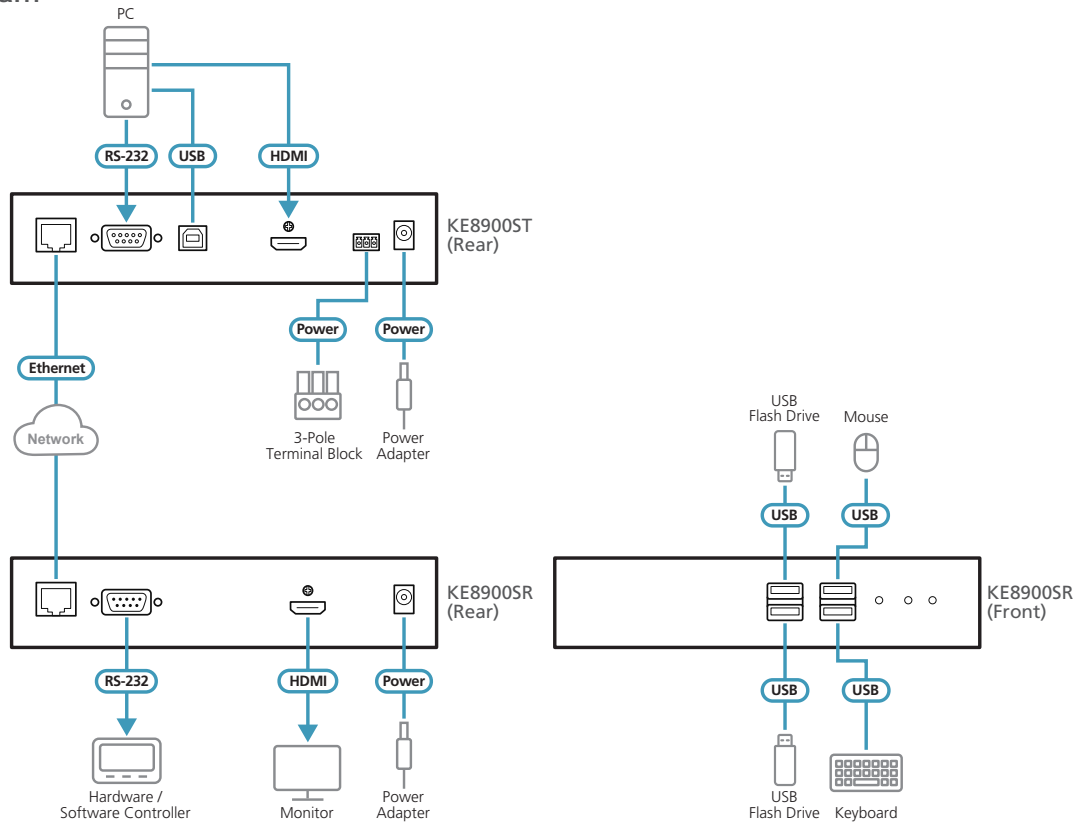 PC
RS-232
USB
HDMI
KE8900ST
(Rear)
Power
Power
Ethernet
Network
3-Pole
Terminal Block
Power
Adapter
USB
Flash Drive
Mouse
USB
USB
KE8900SR
(Rear)
KE8900SR
(Front)
RS-232
HDMI
Power
USB
USB
Hardware /
Software Controller
Monitor
Power
Adapter
USB
Flash Drive
Keyboard